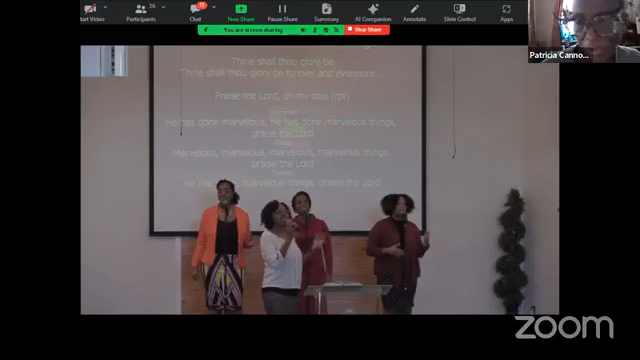 Start Video
Participants
26
Chat
New Share
Pause Share
Summary
AI Companion
Annotate
Slide Control
Apps
You are screen sharing
Stop Share
Patricia Canno...
Thine shall thou glory be
Thine shall thou glory be forever and evermore...
Praise the Lord, oh my soul (rpt)
He has done marvelous, He has done marvelous things,
praise the Lord
Marvelous, marvelous, marvelous, marvelous things,
praise the Lord
He has marvelous things, praise the Lord
zoom